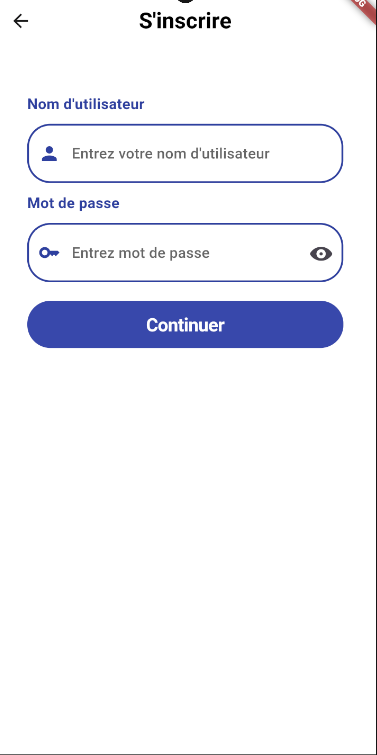 S'inscrire
Nom d'utilisateur
Entrez votre nom d'utilisateur
Mot de passe
Entrez mot de passe
Continuer